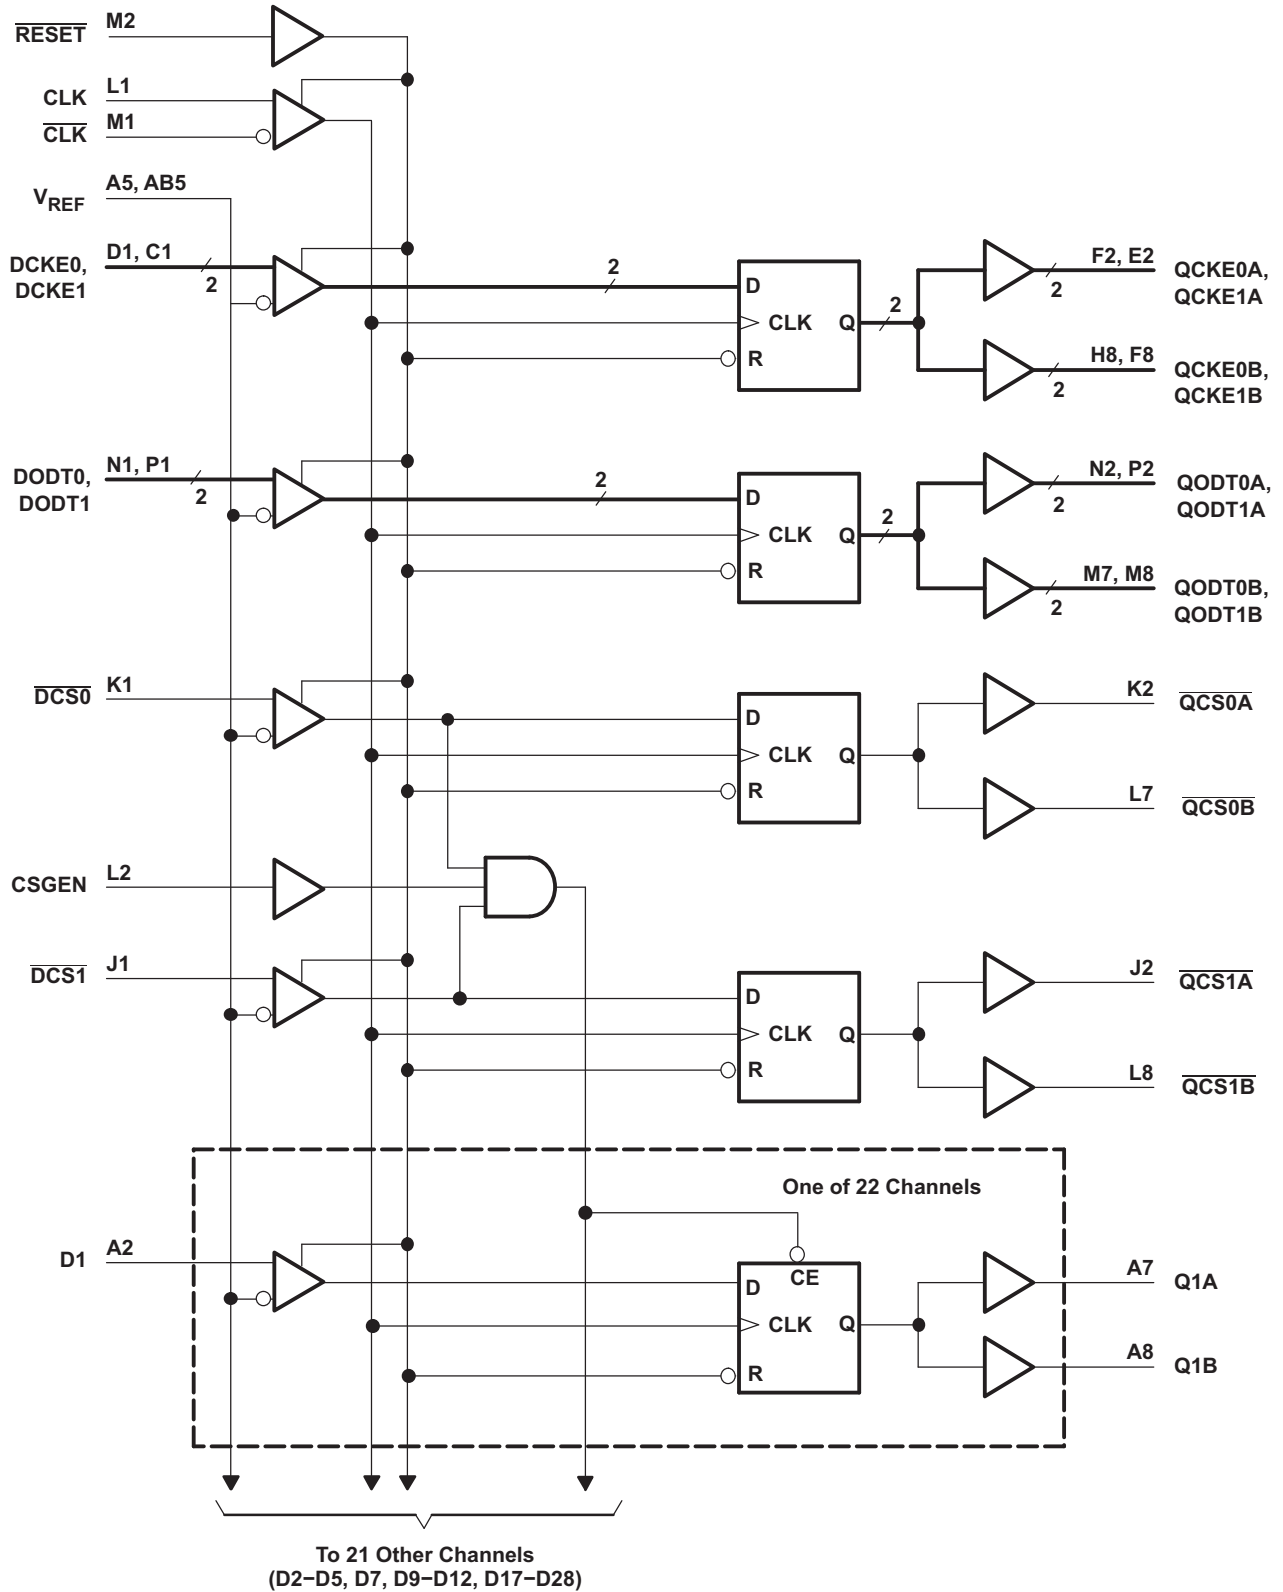 RESET M2
CLK L1
CLK M1
VREF A5, AB5
DCKE0, D1, C1
DCKE1
2
2
D
CLK
R
Q
2
F2, E2
2
QCKE0A,
QCKE1A
H8, F8
2
QCKE0B,
QCKE1B
DODT0, N1, P1
DODT1
2
2
D
CLK
R
Q
2
N2, P2
2
QODT0A,
QODT1A
M7, M8
2
QODT0B,
QODT1B
DCS0 K1
D
CLK
R
Q
K2 QCS0A
L7 QCS0B
CSGEN L2
DCS1 J1
D
CLK
R
Q
J2 QCS1A
L8 QCS1B
One of 22 Channels
D1 A2
CE
D
CLK
R
Q
A7 Q1A
A8 Q1B
To 21 Other Channels
(D2−D5, D7, D9−D12, D17−D28)